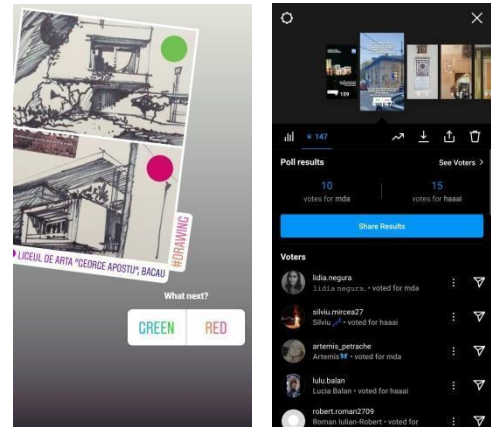 LICEUL DE ARTA "GEORGE APOSTU", BACAU
#DRAWING
What next?
GREEN
RED
159
147
147
Poll results
See Voters >
10
votes for mda
15
votes for haaai
Share Results
Voters
lidia.negura
lidia negura. • voted for mda
silviu.mircea27
Silviu 💤 • voted for haaai
artemis_petrache
Artemis🦋 • voted for mda
lulu.balan
Lucia Balan • voted for haaai
robert.roman2709
Roman Iulian-Robert • voted for